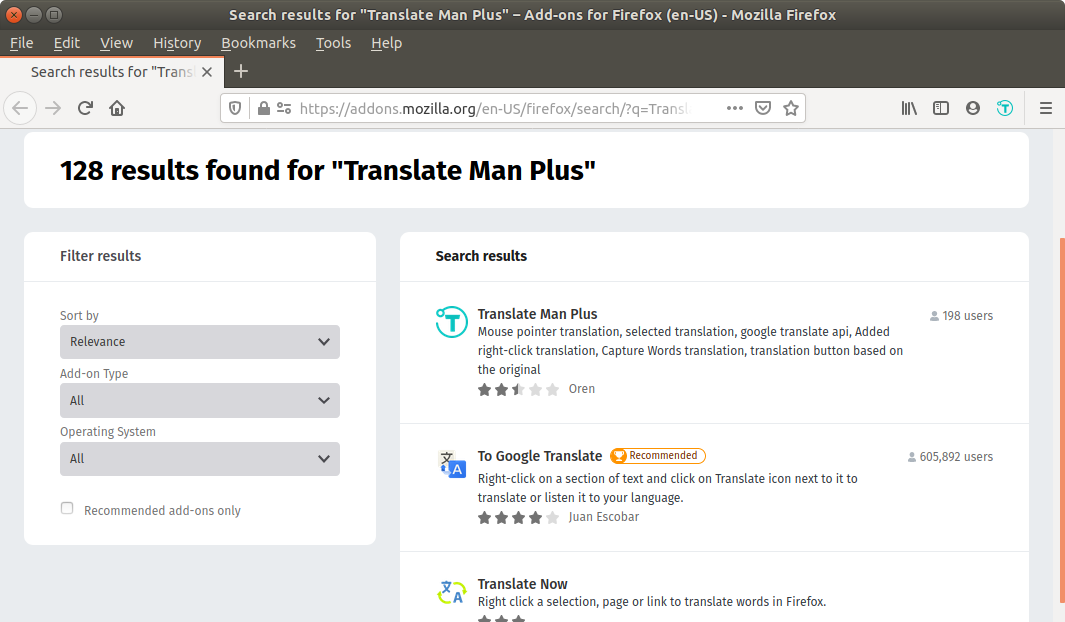 Search results for "Translate Man Plus" – Add-ons for Firefox (en-US) - Mozilla Firefox
File Edit View History Bookmarks Tools Help
Search results for "Trans
https://addons.mozilla.org/en-US/firefox/search/?q=Transl
128 results found for "Translate Man Plus"
Filter results
Sort by
Relevance
Add-on Type
All
Operating System
All
Recommended add-ons only
Search results
Translate Man Plus
198 users
Mouse pointer translation, selected translation, google translate api, Added
right-click translation, Capture Words translation, translation button based on
the original
Oren
To Google Translate Recommended
605,892 users
Right-click on a section of text and click on Translate icon next to it to
translate or listen it to your language.
Juan Escobar
Translate Now
Right click a selection, page or link to translate words in Firefox.